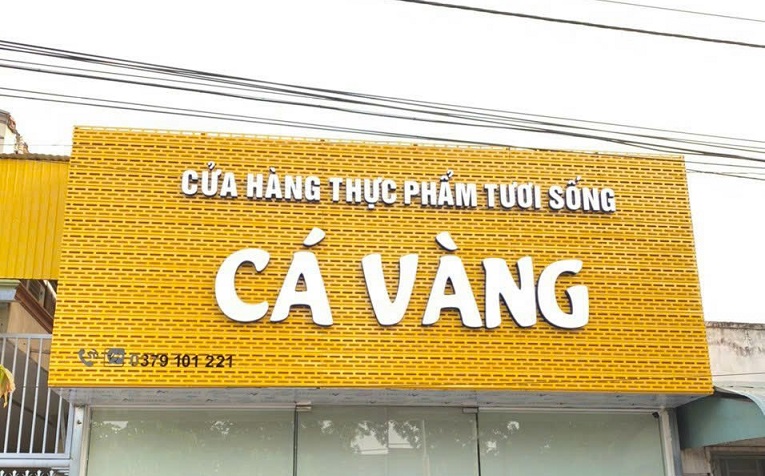 CỬA HÀNG THỰC PHẨM TƯƠI SỐNG
CÁ VÀNG
0379 101 221